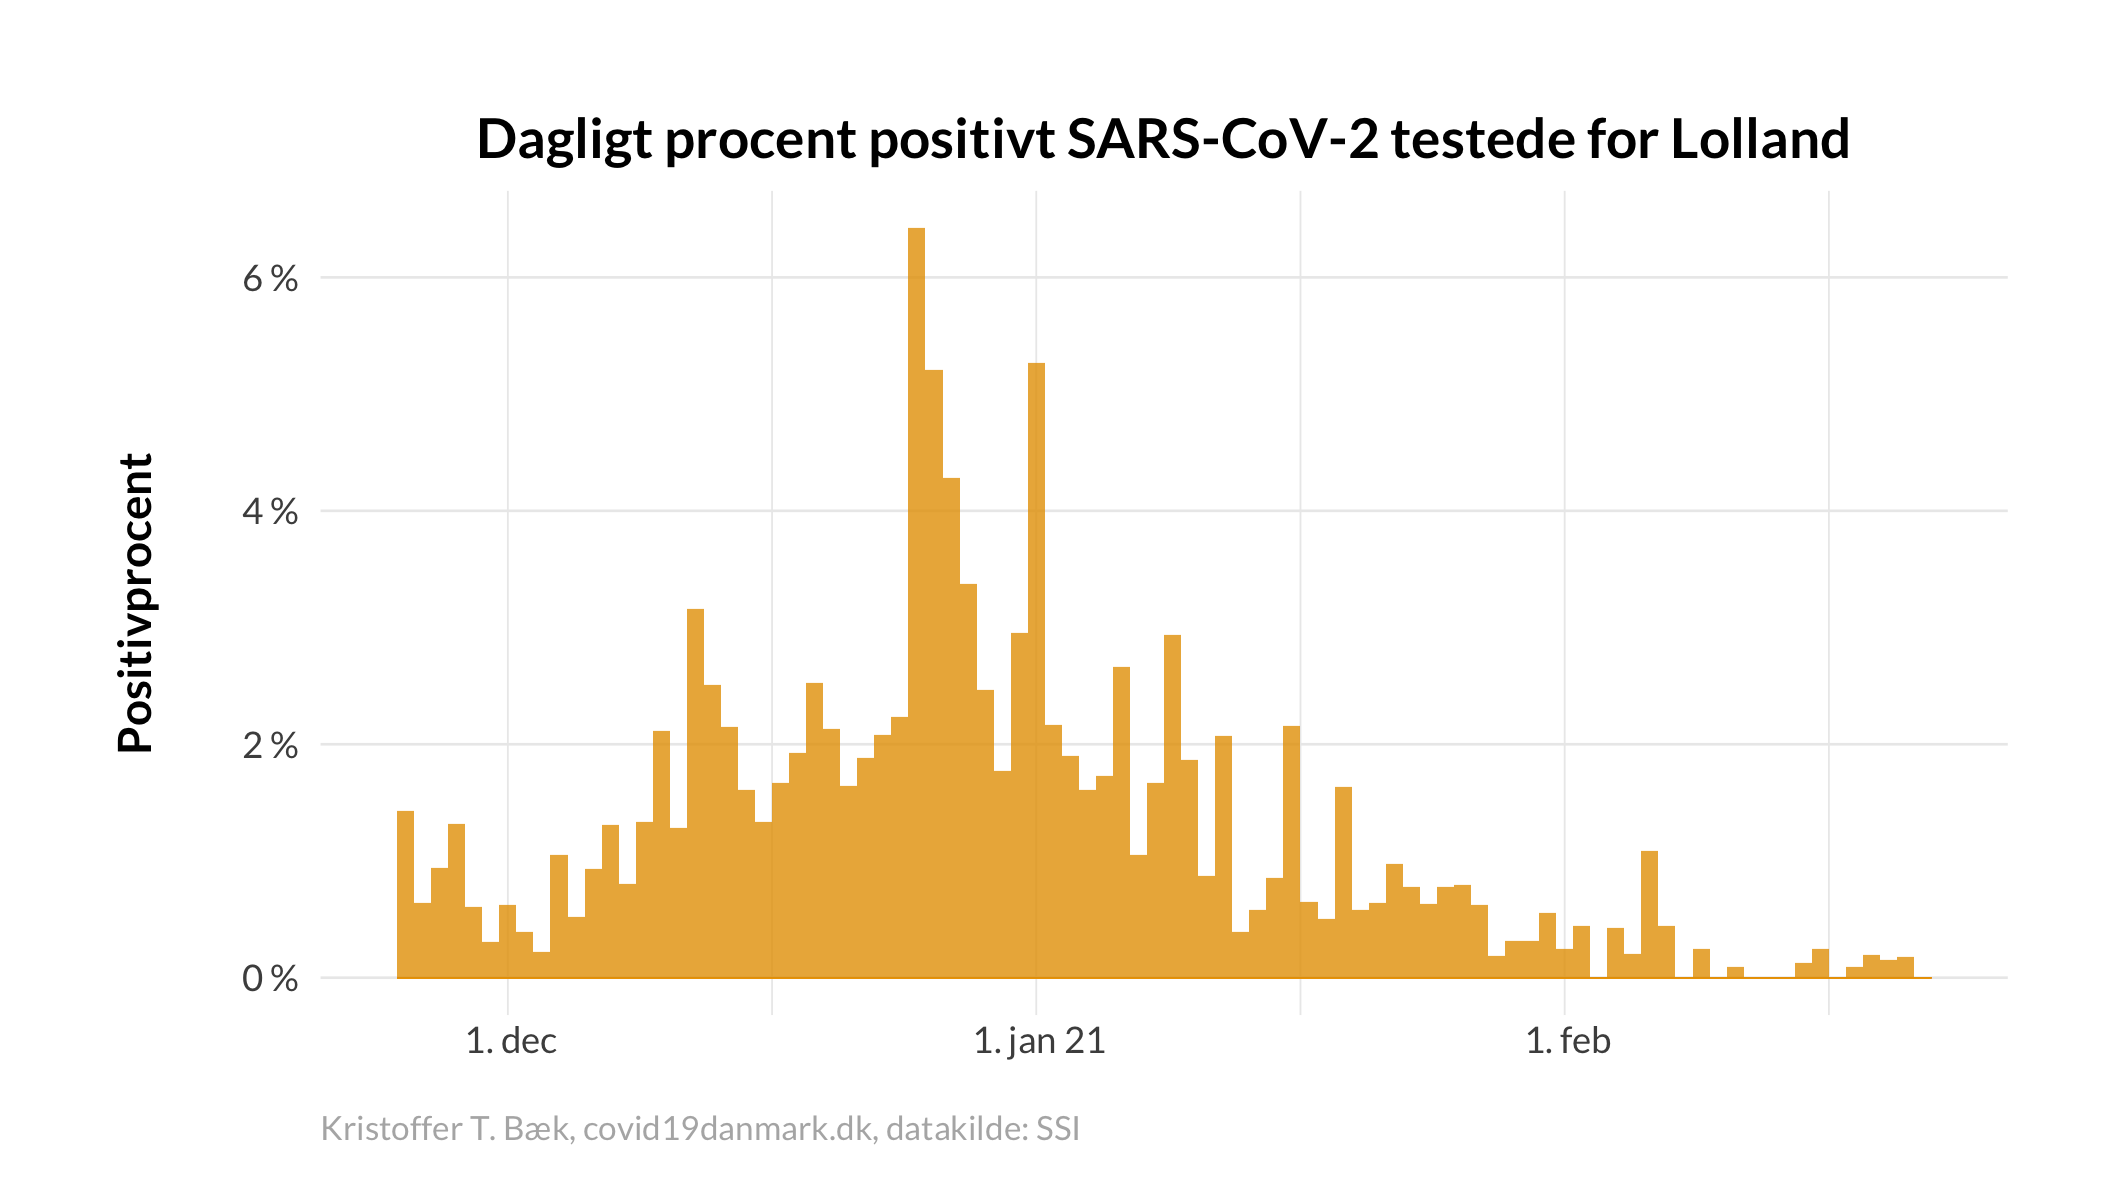 Dagligt procent positivt SARS-CoV-2 testede for Lolland
Positivprocent
6 %
4 %
2 %
0 %
1. dec
1. jan 21
1. feb
Kristoffer T. Bæk, covid19danmark.dk, datakilde: SSI